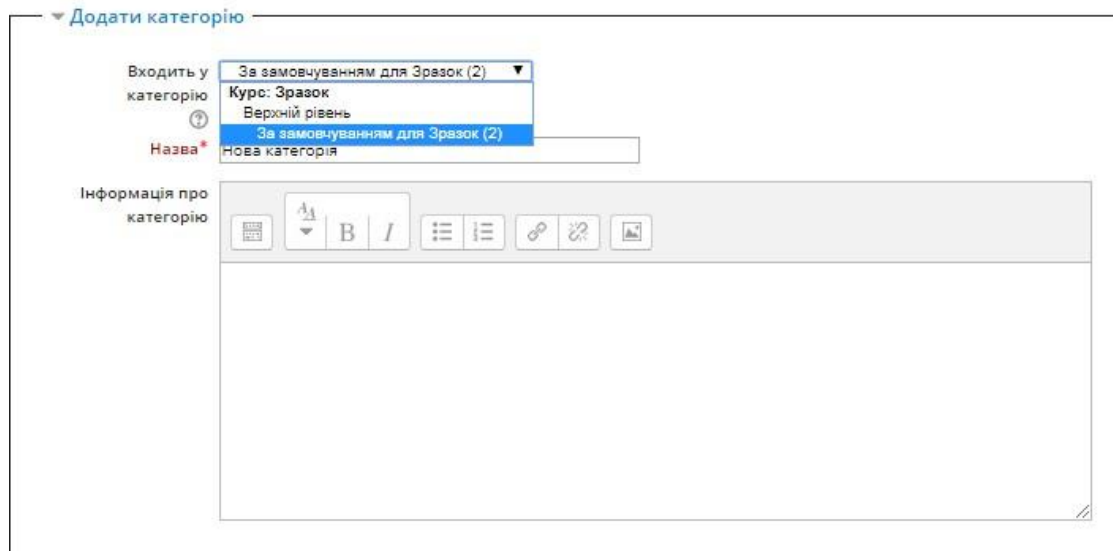 Додати категорію
Входить у категорію
За замовчуванням для Зразок (2)
Курс: Зразок
Верхній рівень
За замовчуванням для Зразок (2)
Назва*
Нова категорія
Інформація про категорію
B I